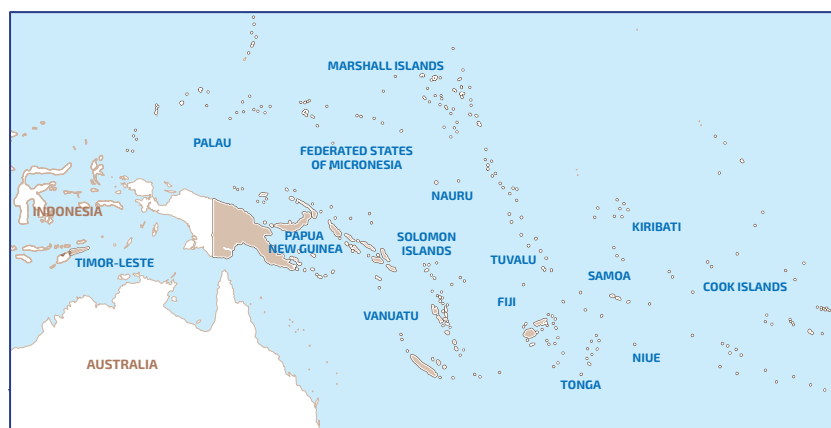 MARSHALL ISLANDS
PALAU
FEDERATED STATES
OF MICRONESIA
NAURU
INDONESIA
KIRIBATI
PAPUA
NEW GUINEA
SOLOMON
ISLANDS
TUVALU
TIMOR-LESTE
SAMOA
COOK ISLANDS
FIJI
VANUATU
NIUE
AUSTRALIA
TONGA